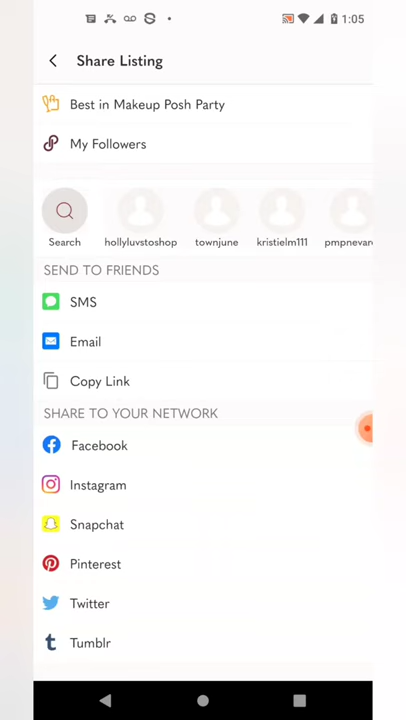 1:05
Share Listing
Best in Makeup Posh Party
My Followers
Search hollyluvstoshop townjune kristielm111 pmpnevar
SEND TO FRIENDS
SMS
Email
Copy Link
SHARE TO YOUR NETWORK
Facebook
Instagram
Snapchat
Pinterest
Twitter
Tumblr